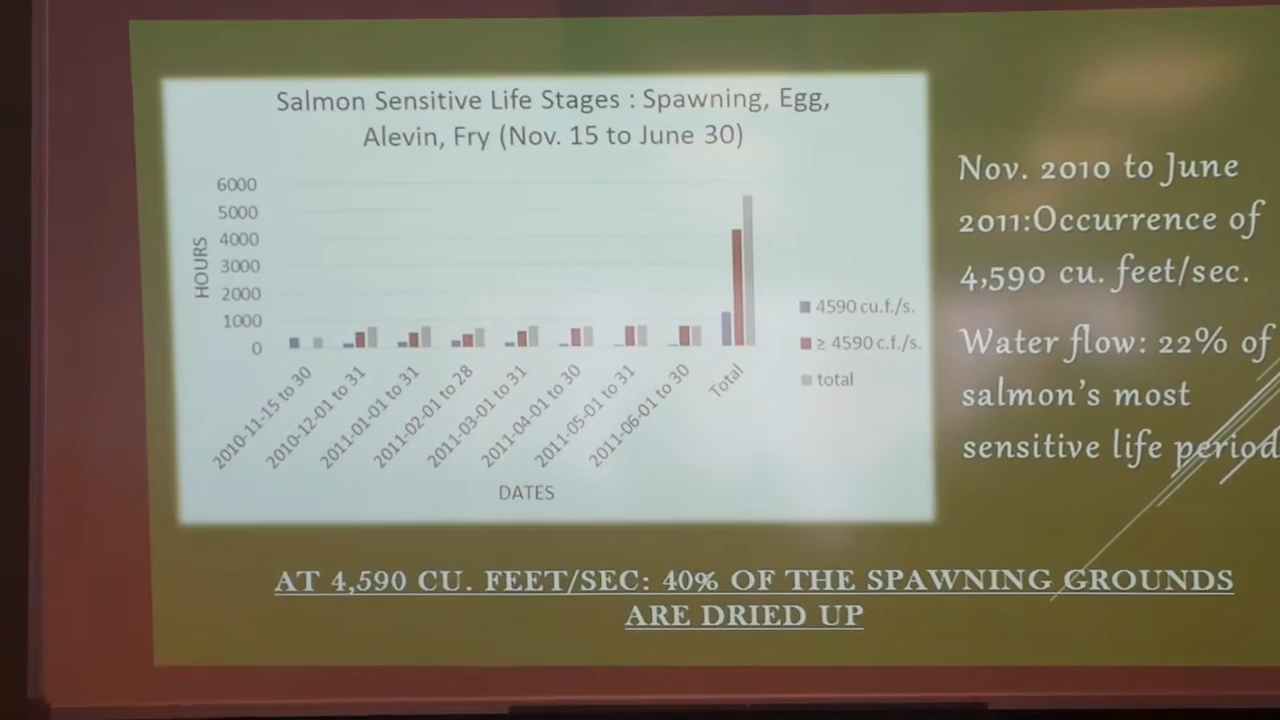 Salmon Sensitive Life Stages : Spawning, Egg,
Alevin, Fry (Nov. 15 to June 30)
6000
5000
4000
3000
2000
1000
0
HOURS
2010-11-15 to 30
2010-12-01 to 31
2011-01-01 to 31
2011-02-01 to 28
2011-03-01 to 31
2011-04-01 to 30
2011-05-01 to 31
2011-06-01 to 30
Total
DATES
4590 cu.f./s.
≥ 4590 c.f./s.
total
Nov. 2010 to June
2011:Occurrence of
4,590 cu. feet/sec.
Water flow: 22% of
salmon's most
sensitive life period
AT 4,590 CU. FEET/SEC: 40% OF THE SPAWNING GROUNDS
ARE DRIED UP